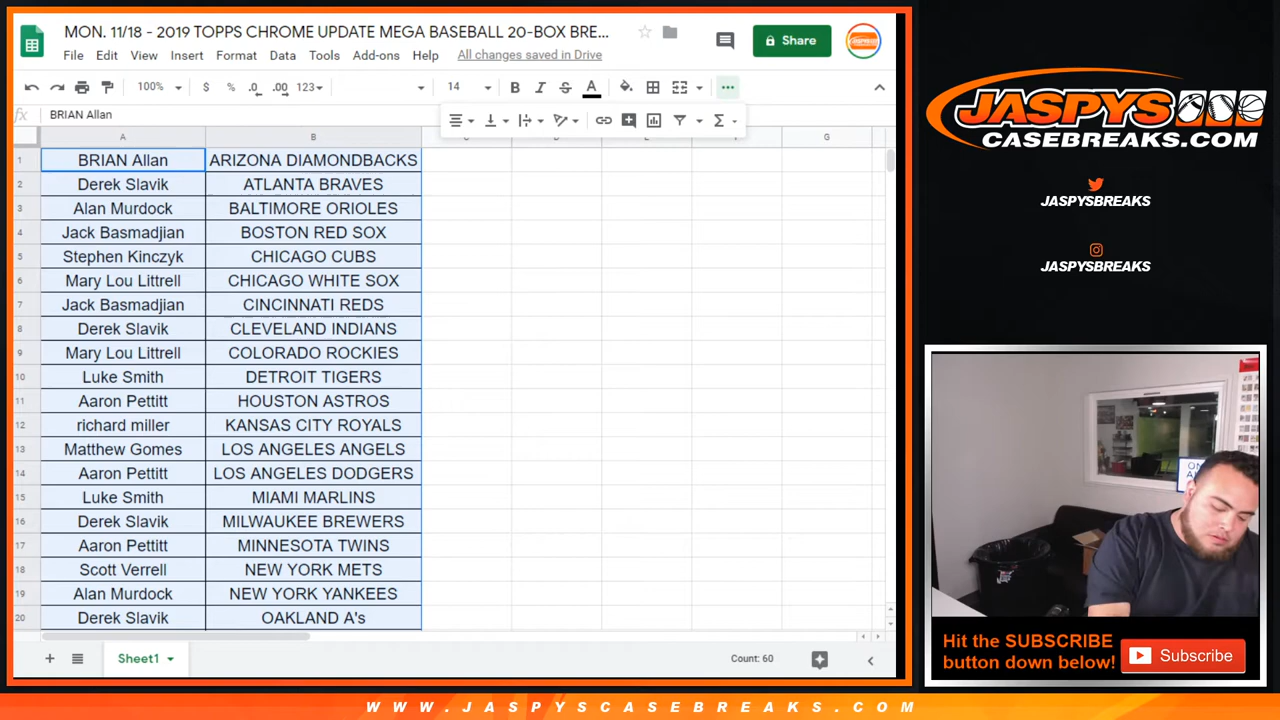 MON. 11/18 - 2019 TOPPS CHROME UPDATE MEGA BASEBALL 20-BOX BRE...
File Edit View Insert Format Data Tools Add-ons Help All changes saved in Drive
Share
100% $ % .0 .00 123 14 B I S A
fx BRIAN Allan
A B C D E F G
1 BRIAN Allan ARIZONA DIAMONDBACKS
2 Derek Slavik ATLANTA BRAVES
3 Alan Murdock BALTIMORE ORIOLES
4 Jack Basmadjian BOSTON RED SOX
5 Stephen Kinczyk CHICAGO CUBS
6 Mary Lou Littrell CHICAGO WHITE SOX
7 Jack Basmadjian CINCINNATI REDS
8 Derek Slavik CLEVELAND INDIANS
9 Mary Lou Littrell COLORADO ROCKIES
10 Luke Smith DETROIT TIGERS
11 Aaron Pettitt HOUSTON ASTROS
12 richard miller KANSAS CITY ROYALS
13 Matthew Gomes LOS ANGELES ANGELS
14 Aaron Pettitt LOS ANGELES DODGERS
15 Luke Smith MIAMI MARLINS
16 Derek Slavik MILWAUKEE BREWERS
17 Aaron Pettitt MINNESOTA TWINS
18 Scott Verrell NEW YORK METS
19 Alan Murdock NEW YORK YANKEES
20 Derek Slavik OAKLAND A's
Sheet1
Count: 60
JASPYS
CASEBREAKS.COM
JASPYSBREAKS
JASPYSBREAKS
Hit the SUBSCRIBE
button down below!
Subscribe
WWW.JASPYSCASEBREAKS.COM